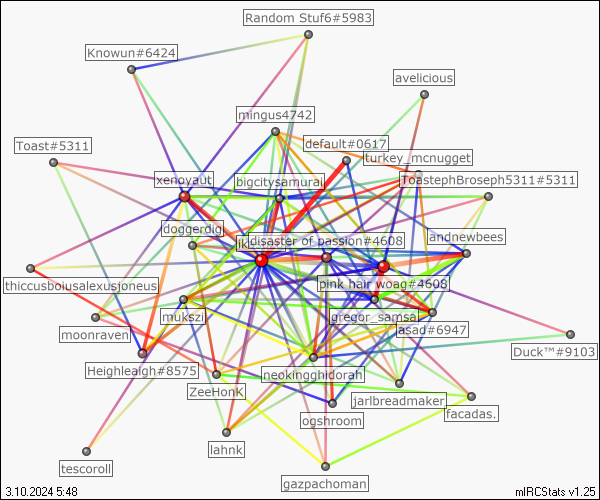 Random Stuf6#5983
Knowun#6424
avelicious
mingus4742
default#0617
Toast#5311
turkey_mcnugget
xenoyaut
bigcitysamurai
ToastephBroseph5311#5311
doggerdig
disaster of passion#4608
andnewbees
thiccusboiusalexusjoneus
pink hair woag#4608
mukszi
gregor_samsa
moonraven
asad#6947
Duck™#9103
Heighleaigh#8575
neokingghidorah
ZeeHonk
jarlbreadmaker
facadas.
ogshroom
lahnk
tescoroll
gazpachoman
3.10.2024 5:48
mIRCStats v1.25